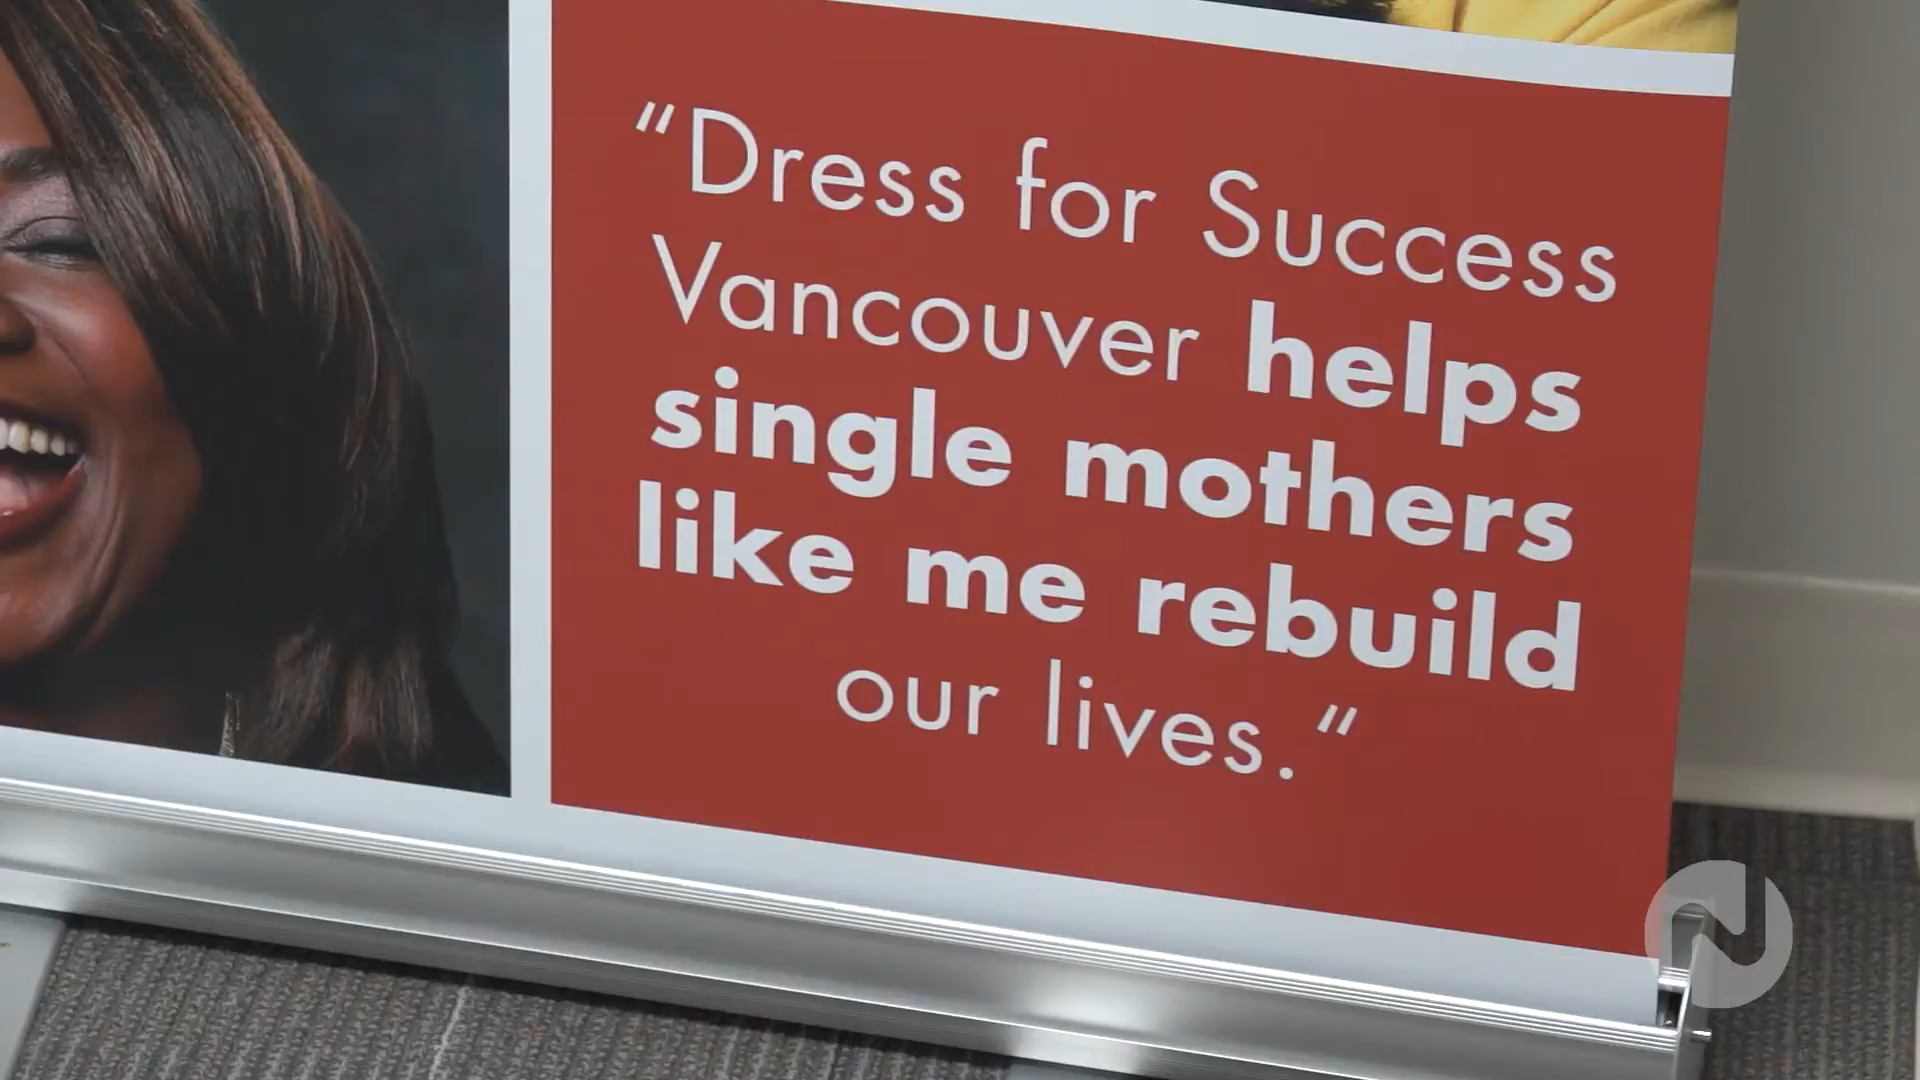 “Dress for Success
Vancouver helps
single mothers
like me rebuild
our lives.“